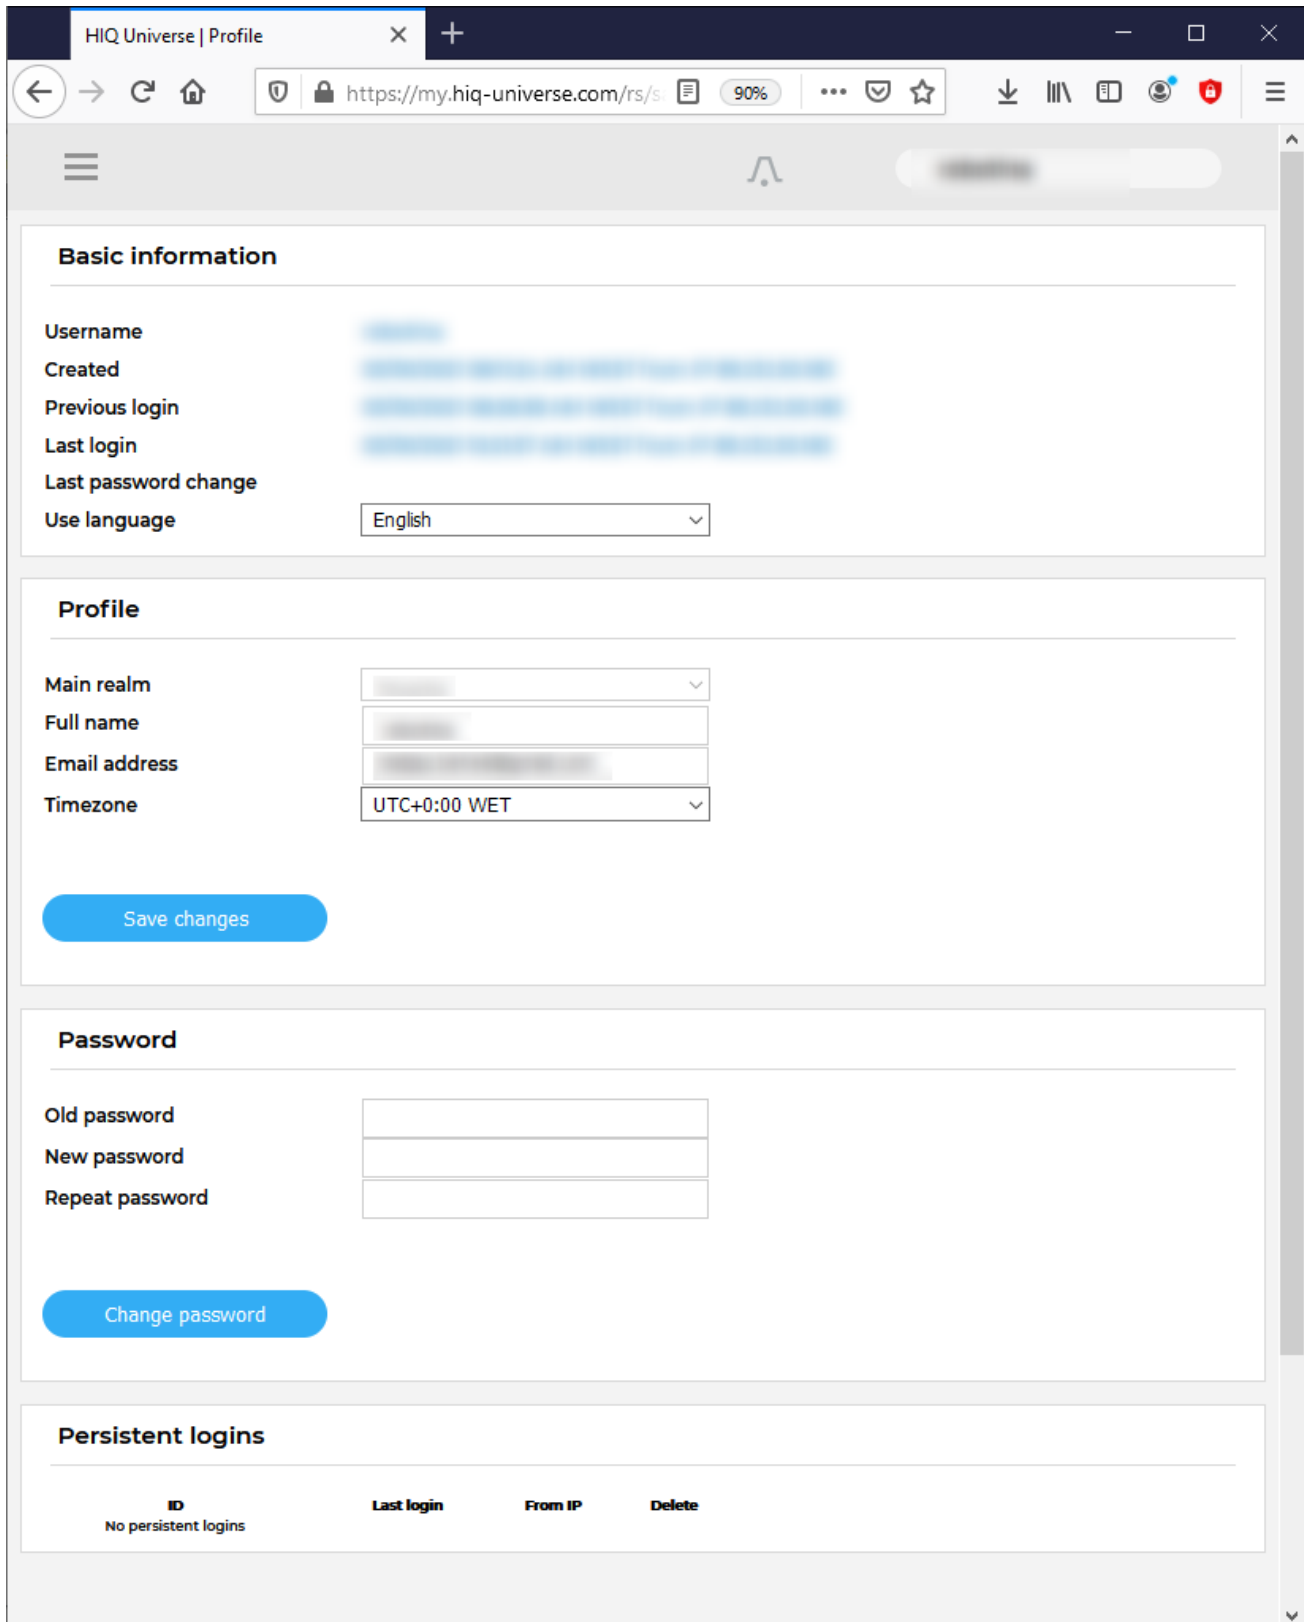 HIQ Universe | Profile
https://my.hiq-universe.com/rs/s
90%
Basic information
Username
Created
Previous login
Last login
Last password change
Use language English
Profile
Main realm
Full name
Email address
Timezone UTC+0:00 WET
Save changes
Password
Old password
New password
Repeat password
Change password
Persistent logins
ID Last login From IP Delete
No persistent logins